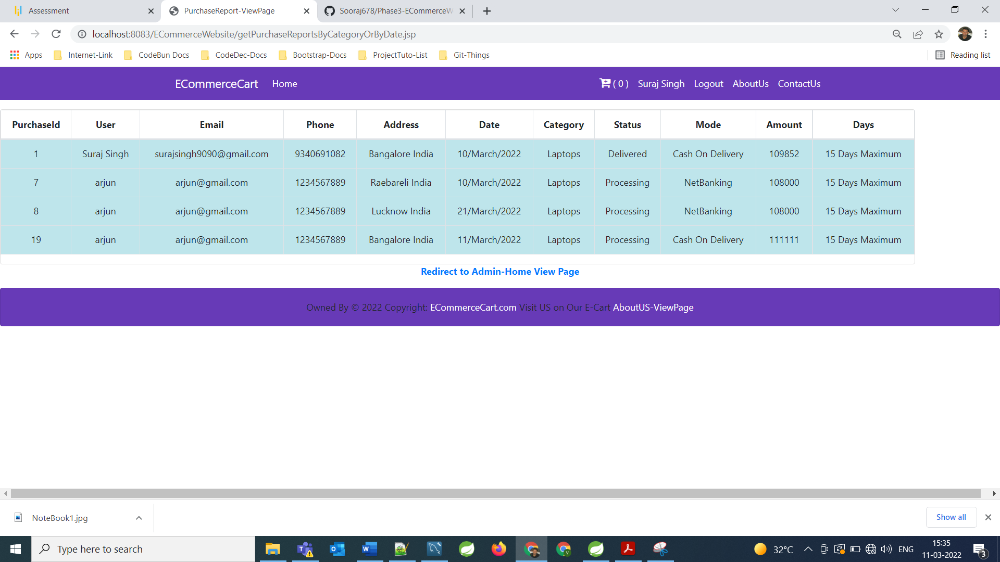 Assessment PurchaseReport-ViewPage Sooraj678/Phase3-ECommerceW
localhost:8083/ECommerceWebsite/getPurchaseReportsByCategoryOrByDate.jsp
Apps Internet-Link CodeBun Docs CodeDec-Docs Bootstrap-Docs ProjectTuto-List Git-Things Reading list
ECommerceCart Home ( 0 ) Suraj Singh Logout AboutUs ContactUs
PurchaseId User Email Phone Address Date Category Status Mode Amount Days
1 Suraj Singh surajsingh9090@gmail.com 9340691082 Bangalore India 10/March/2022 Laptops Delivered Cash On Delivery 109852 15 Days Maximum
7 arjun arjun@gmail.com 1234567889 Raebareli India 10/March/2022 Laptops Processing NetBanking 108000 15 Days Maximum
8 arjun arjun@gmail.com 1234567889 Lucknow India 21/March/2022 Laptops Processing NetBanking 108000 15 Days Maximum
19 arjun arjun@gmail.com 1234567889 Bangalore India 11/March/2022 Laptops Processing Cash On Delivery 111111 15 Days Maximum
Redirect to Admin-Home View Page
Owned By © 2022 Copyright: ECommerceCart.com Visit US on Our E-Cart AboutUS-ViewPage
NoteBook1.jpg Show all
Type here to search 32°C ENG 15:35
11-03-2022 3